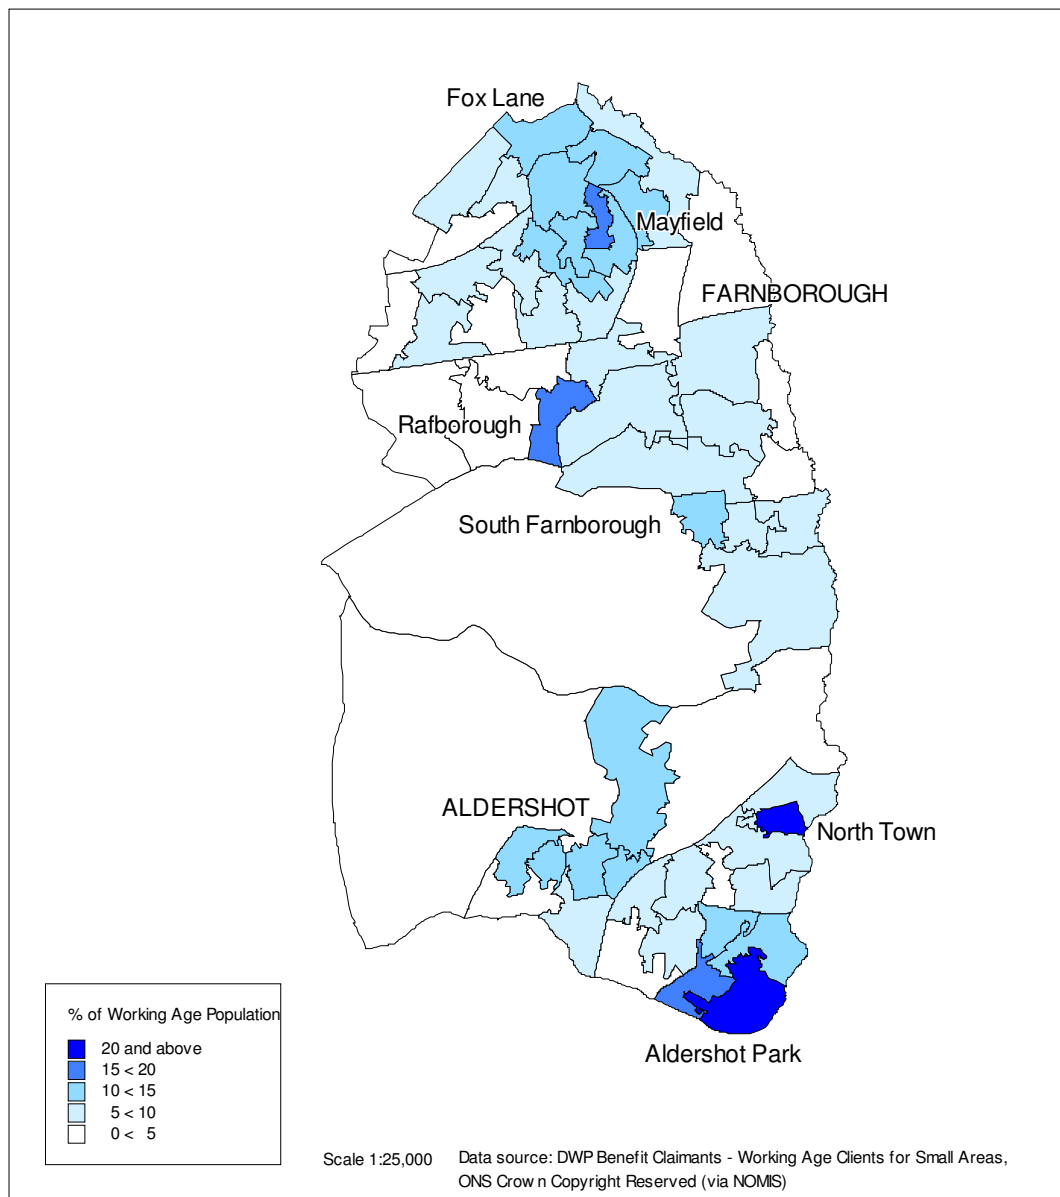 Fox Lane
Mayfield
FARNBOROUGH
Rafborough
South Farnborough
ALDERSHOT
North Town
Aldershot Park
% of Working Age Population
20 and above
15 < 20
10 < 15
5 < 10
0 < 5
Scale 1:25,000
Data source: DWP Benefit Claimants - Working Age Clients for Small Areas,
ONS Crown Copyright Reserved (via NOMIS)